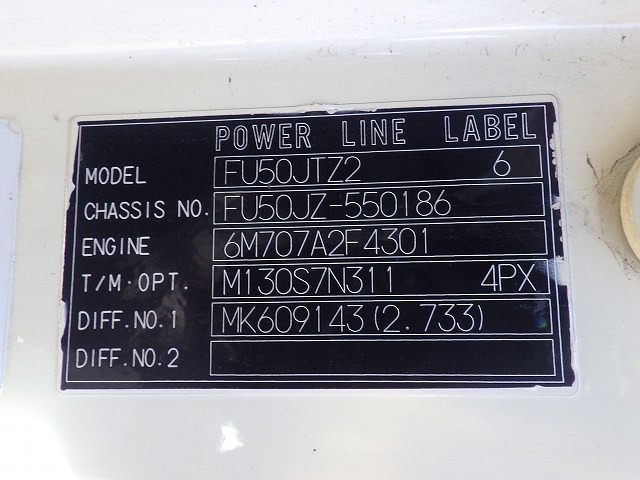 POWER LINE LABEL
MODEL FU50JTZ2 6
CHASSIS NO. FU50JZ-550186
ENGINE 6M707A2F4301
T/M·OPT. M130S7N311 4PX
DIFF.NO.1 MK609143(2.733)
DIFF.NO.2